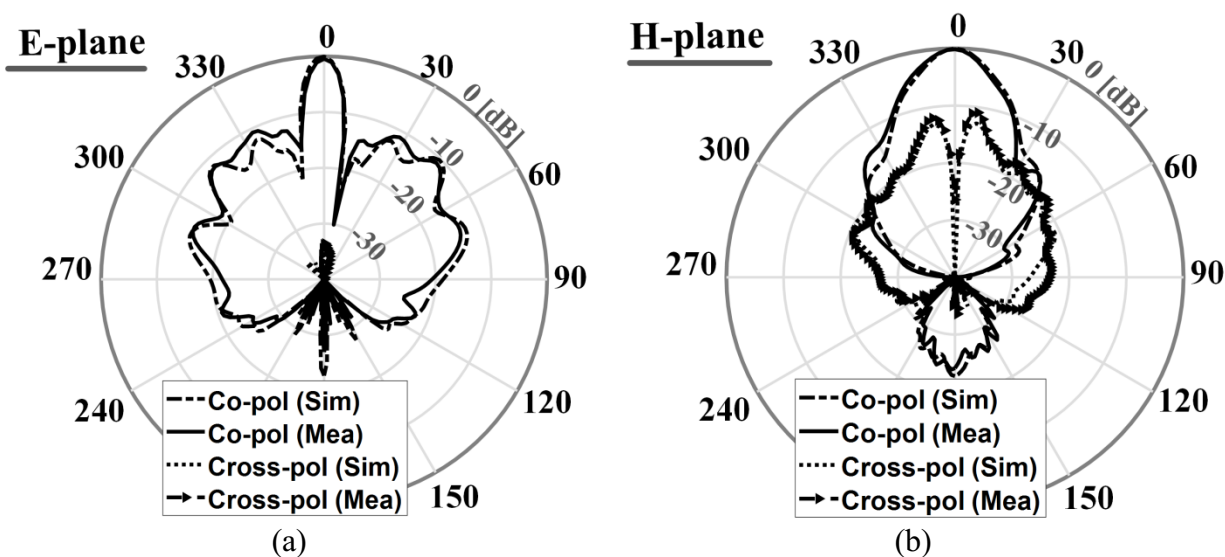 E-plane
0
30
60
90
120
150
240
270
300
330
0 [dB]
-10
-20
-30
Co-pol (Sim)
Co-pol (Mea)
Cross-pol (Sim)
Cross-pol (Mea)
(a)
H-plane
0
30
60
90
120
150
240
270
300
330
0 [dB]
-10
-20
-30
Co-pol (Sim)
Co-pol (Mea)
Cross-pol (Sim)
Cross-pol (Mea)
(b)